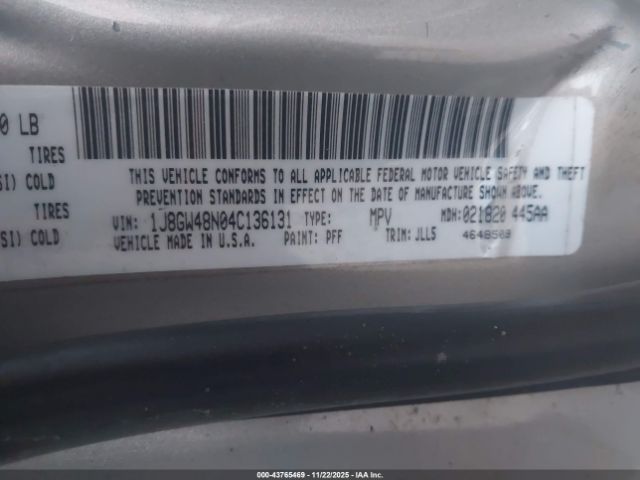 0 LB
TIRES
SI) COLD
TIRES
SI) COLD
THIS VEHICLE CONFORMS TO ALL APPLICABLE FEDERAL MOTOR VEHICLE SAFETY AND THEFT
PREVENTION STANDARDS IN EFFECT ON THE DATE OF MANUFACTURE SHOWN ABOVE.
VIN: 1J8GW48N04C136131 TYPE: MPV MDH: 021820 445AA
VEHICLE MADE IN U.S.A. PAINT: PFF TRIM: JLL5 4648503
000-43765469 - 11/22/2025 - IAA Inc.